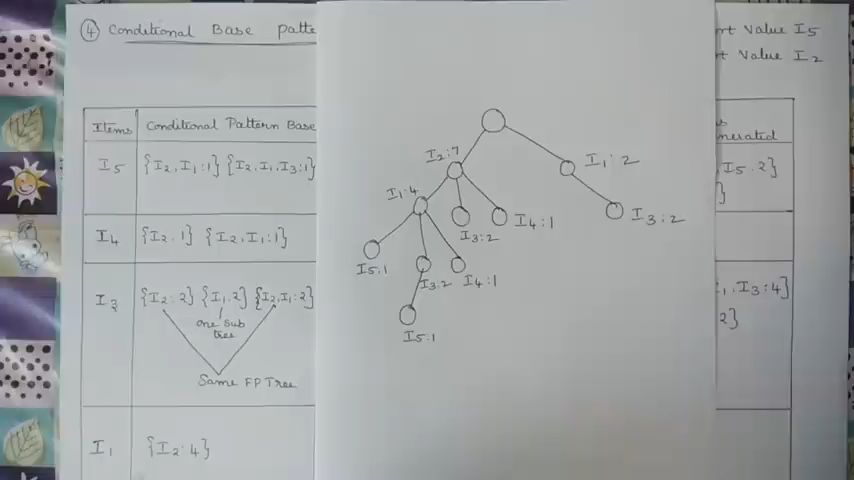 ④ Conditional Base Patte
rt Value I5
rt Value I2
Items
Conditional Pattern Base
nerated
I5
{I2, I1:1} {I2, I1, I3:1}
I5.2}
}
I4
{I2.1} {I2, I1:1}
I3
{I2:2} {I1.2} {I2, I1:2}
one sub
tree
Same FP Tree
I3:4}
2}
I1
{I2:4}
I2:7
I1:2
I1:4
I3:2
I4:1
I3:2
I5:1
I3.2
I4:1
I5.1